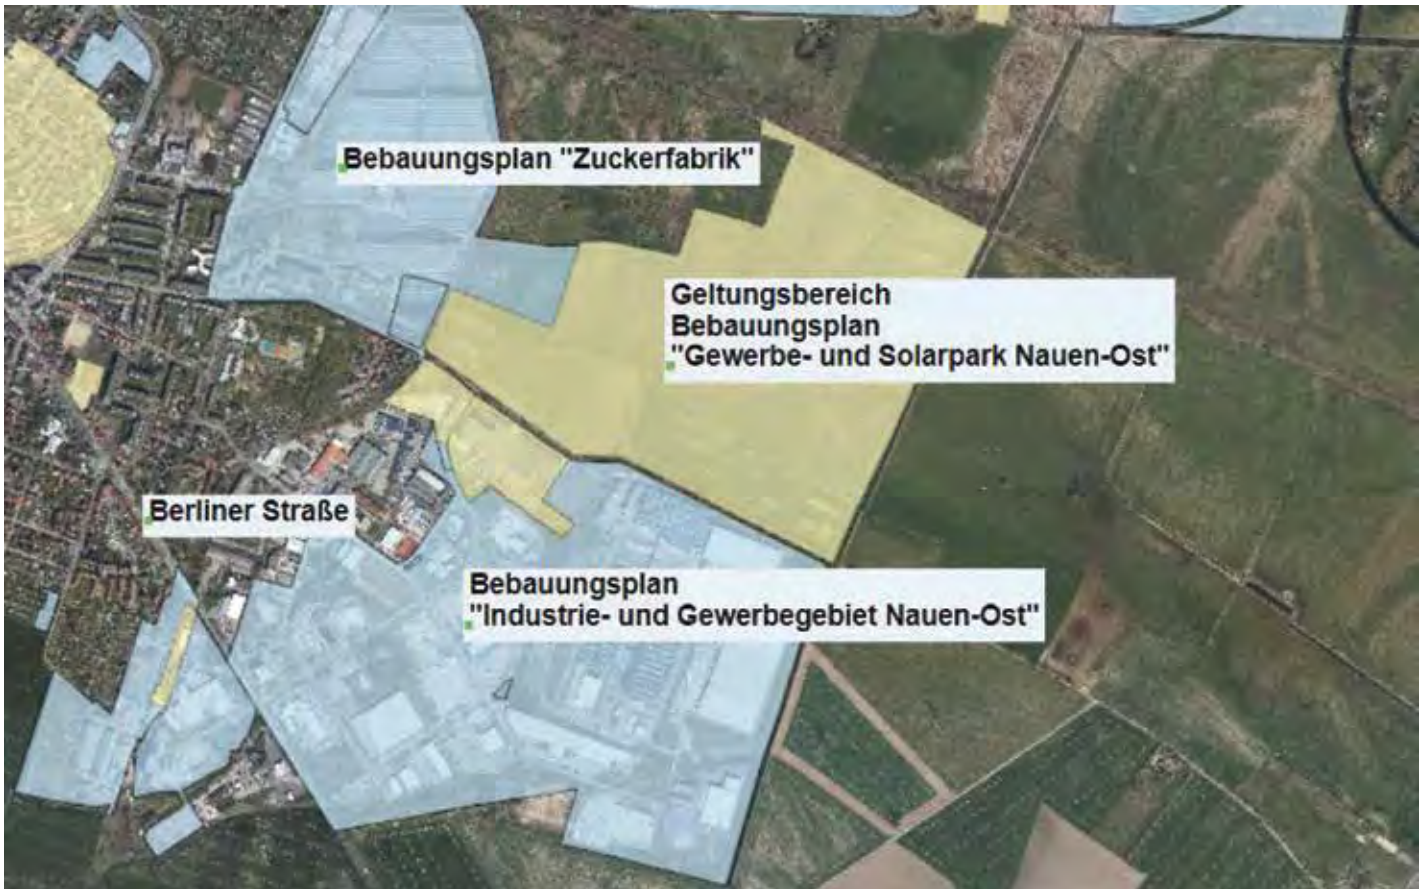 Bebauungsplan "Zuckerfabrik"
Geltungsbereich
Bebauungsplan
"Gewerbe- und Solarpark Nauen-Ost"
Berliner Straße
Bebauungsplan
"Industrie- und Gewerbegebiet Nauen-Ost"